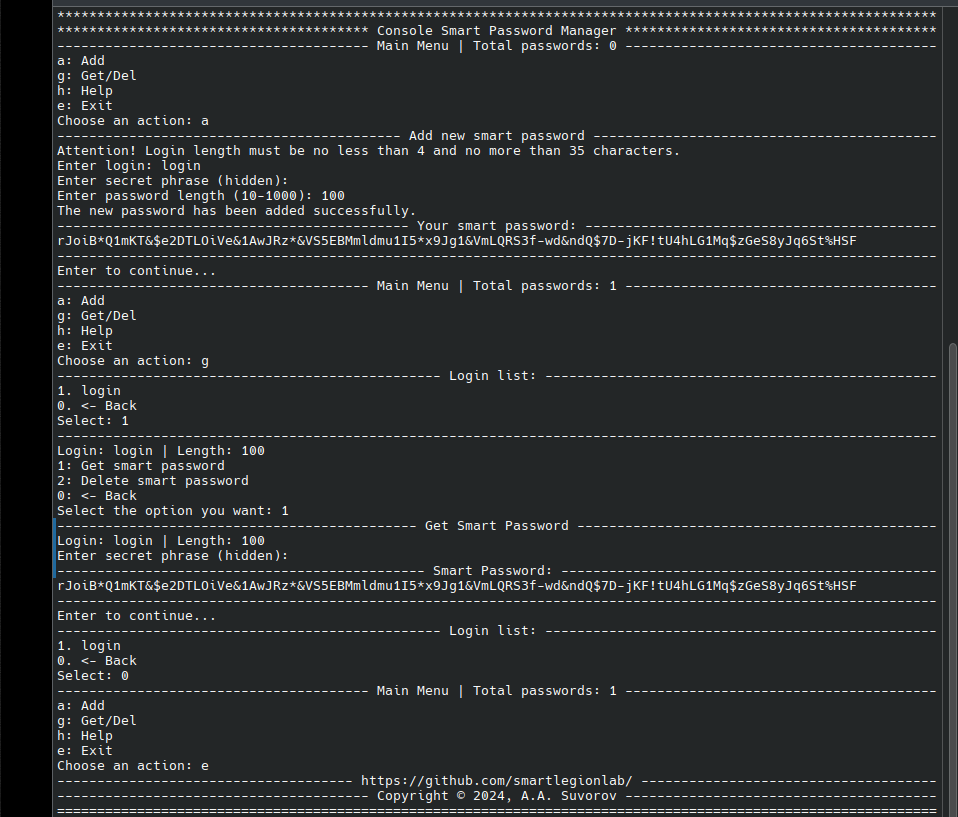 **************************************************************************************************************
*************************************** Console Smart Password Manager ***************************************
--------------------------------------- Main Menu | Total passwords: 0 ---------------------------------------
a: Add
g: Get/Del
h: Help
e: Exit
Choose an action: a
------------------------------------------- Add new smart password -------------------------------------------
Attention! Login length must be no less than 4 and no more than 35 characters.
Enter login: login
Enter secret phrase (hidden):
Enter password length (10-1000): 100
The new password has been added successfully.
-------------------------------------------- Your smart password: --------------------------------------------
rJoiB*Q1mKT&$e2DTLOiVe&1AwJRz*&VS5EBMmldmu1I5*x9Jg1&VmLQRS3f-wd&ndQ$7D-jKF!tU4hLG1Mq$zGeS8yJq6St%HSF
--------------------------------------------------------------------------------------------------------------
Enter to continue...
--------------------------------------- Main Menu | Total passwords: 1 ---------------------------------------
a: Add
g: Get/Del
h: Help
e: Exit
Choose an action: g
------------------------------------------------ Login list: -------------------------------------------------
1. login
0. <- Back
Select: 1
--------------------------------------------------------------------------------------------------------------
Login: login | Length: 100
1: Get smart password
2: Delete smart password
0: <- Back
Select the option you want: 1
--------------------------------------------- Get Smart Password ---------------------------------------------
Login: login | Length: 100
Enter secret phrase (hidden):
---------------------------------------------- Smart Password: -----------------------------------------------
rJoiB*Q1mKT&$e2DTLOiVe&1AwJRz*&VS5EBMmldmu1I5*x9Jg1&VmLQRS3f-wd&ndQ$7D-jKF!tU4hLG1Mq$zGeS8yJq6St%HSF
--------------------------------------------------------------------------------------------------------------
Enter to continue...
------------------------------------------------ Login list: -------------------------------------------------
1. login
0. <- Back
Select: 0
--------------------------------------- Main Menu | Total passwords: 1 ---------------------------------------
a: Add
g: Get/Del
h: Help
e: Exit
Choose an action: e
------------------------------------- https://github.com/smartlegionlab/ -------------------------------------
--------------------------------------- Copyright © 2024, A.A. Suvorov ---------------------------------------
==============================================================================================================